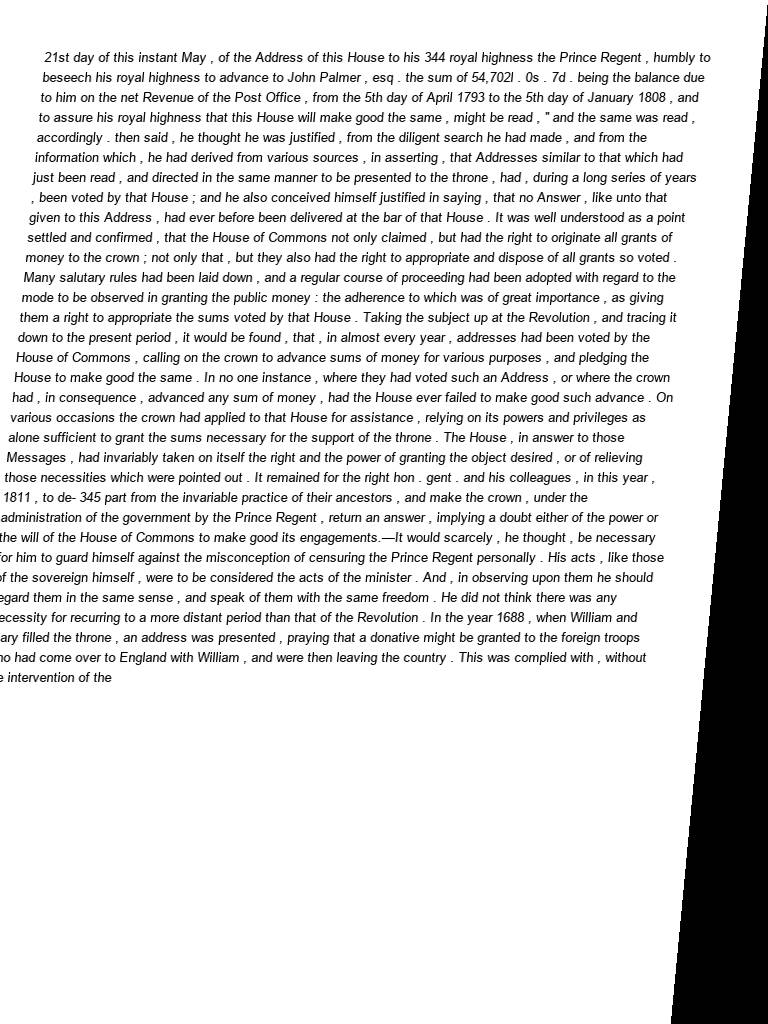 21st day of this instant May , of the Address of this House to his 344 royal highness the Prince Regent , humbly to
beseech his royal highness to advance to John Palmer , esq . the sum of 54,702l . 0s . 7d . being the balance due
to him on the net Revenue of the Post Office , from the 5th day of April 1793 to the 5th day of January 1808 , and
to assure his royal highness that this House will make good the same , might be read , " and the same was read ,
accordingly . then said , he thought he was justified , from the diligent search he had made , and from the
information which , he had derived from various sources , in asserting , that Addresses similar to that which had
just been read , and directed in the same manner to be presented to the throne , had , during a long series of years
, been voted by that House ; and he also conceived himself justified in saying , that no Answer , like unto that
given to this Address , had ever before been delivered at the bar of that House . It was well understood as a point
settled and confirmed , that the House of Commons not only claimed , but had the right to originate all grants of
money to the crown ; not only that , but they also had the right to appropriate and dispose of all grants so voted .
Many salutary rules had been laid down , and a regular course of proceeding had been adopted with regard to the
mode to be observed in granting the public money : the adherence to which was of great importance , as giving
them a right to appropriate the sums voted by that House . Taking the subject up at the Revolution , and tracing it
down to the present period , it would be found , that , in almost every year , addresses had been voted by the
House of Commons , calling on the crown to advance sums of money for various purposes , and pledging the
House to make good the same . In no one instance , where they had voted such an Address , or where the crown
had , in consequence , advanced any sum of money , had the House ever failed to make good such advance . On
various occasions the crown had applied to that House for assistance , relying on its powers and privileges as
alone sufficient to grant the sums necessary for the support of the throne . The House , in answer to those
Messages , had invariably taken on itself the right and the power of granting the object desired , or of relieving
those necessities which were pointed out . It remained for the right hon . gent . and his colleagues , in this year ,
1811 , to de- 345 part from the invariable practice of their ancestors , and make the crown , under the
administration of the government by the Prince Regent , return an answer , implying a doubt either of the power or
the will of the House of Commons to make good its engagements.—It would scarcely , he thought , be necessary
for him to guard himself against the misconception of censuring the Prince Regent personally . His acts , like those
of the sovereign himself , were to be considered the acts of the minister . And , in observing upon them he should
egard them in the same sense , and speak of them with the same freedom . He did not think there was any
ecessity for recurring to a more distant period than that of the Revolution . In the year 1688 , when William and
ary filled the throne , an address was presented , praying that a donative might be granted to the foreign troops
ho had come over to England with William , and were then leaving the country . This was complied with , without
e intervention of the